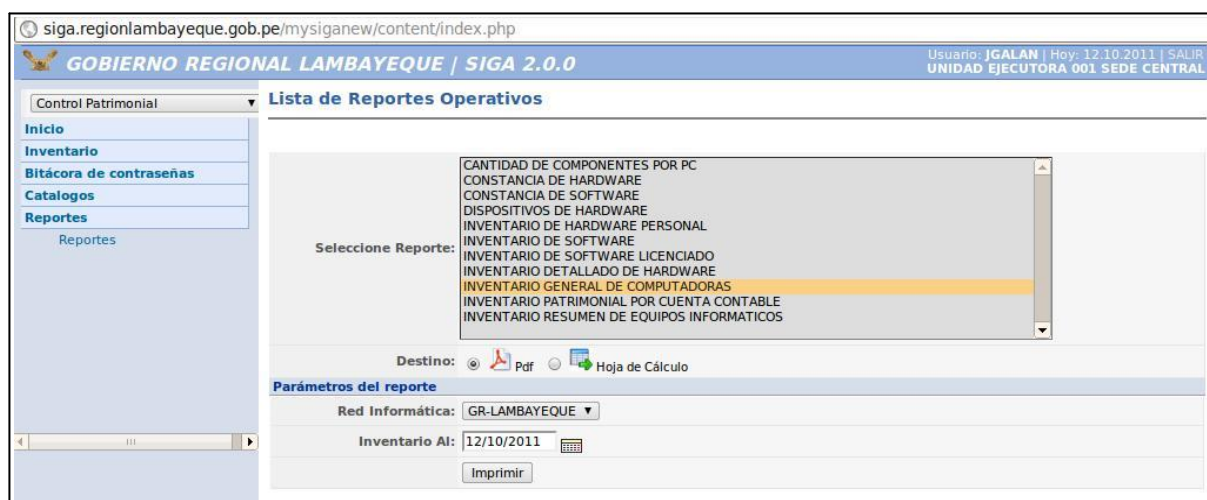 siga.regionlambayeque.gob.pe/mysiganew/content/index.php
GOBIERNO REGIONAL LAMBAYEQUE | SIGA 2.0.0
Usuario: JGALAN | Hoy: 12.10.2011 | SALIR
UNIDAD EJECUTORA 001 SEDE CENTRAL
Control Patrimonial
Inicio
Inventario
Bitácora de contraseñas
Catalogos
Reportes
Reportes
Lista de Reportes Operativos
Seleccione Reporte:
CANTIDAD DE COMPONENTES POR PC
CONSTANCIA DE HARDWARE
CONSTANCIA DE SOFTWARE
DISPOSITIVOS DE HARDWARE
INVENTARIO DE HARDWARE PERSONAL
INVENTARIO DE SOFTWARE
INVENTARIO DE SOFTWARE LICENCIADO
INVENTARIO DETALLADO DE HARDWARE
INVENTARIO GENERAL DE COMPUTADORAS
INVENTARIO PATRIMONIAL POR CUENTA CONTABLE
INVENTARIO RESUMEN DE EQUIPOS INFORMATICOS
Destino: Pdf Hoja de Cálculo
Parámetros del reporte
Red Informática: GR-LAMBAYEQUE
Inventario Al: 12/10/2011
Imprimir